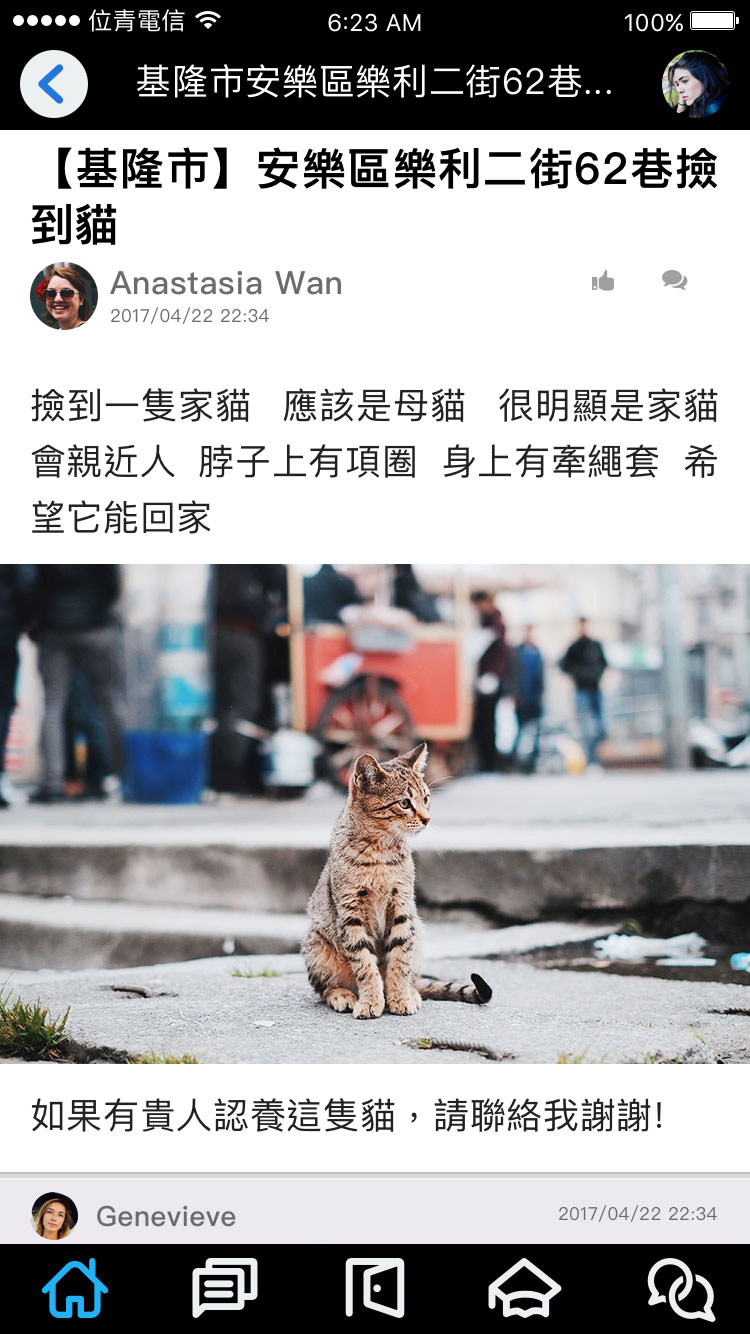 位青電信 6:23 AM 100%
基隆市安樂區樂利二街62巷...
【基隆市】安樂區樂利二街62巷撿
到貓
Anastasia Wan
2017/04/22 22:34
撿到一隻家貓 應該是母貓 很明顯是家貓
會親近人 脖子上有項圈 身上有牽繩套 希
望它能回家
如果有貴人認養這隻貓，請聯絡我謝謝!
Genevieve 2017/04/22 22:34